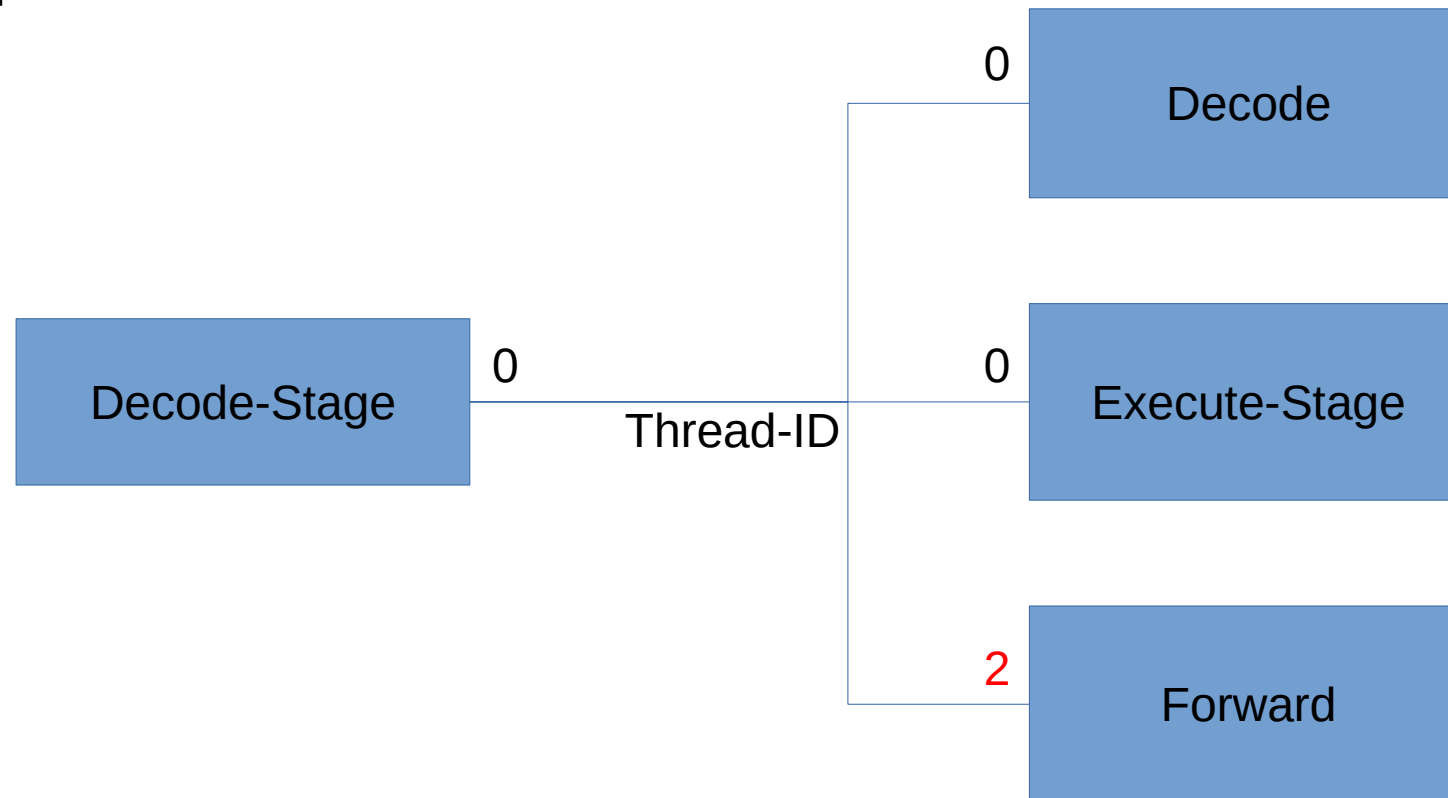 0
Decode
0
0
Decode-Stage
Execute-Stage
Thread-ID
2
Forward